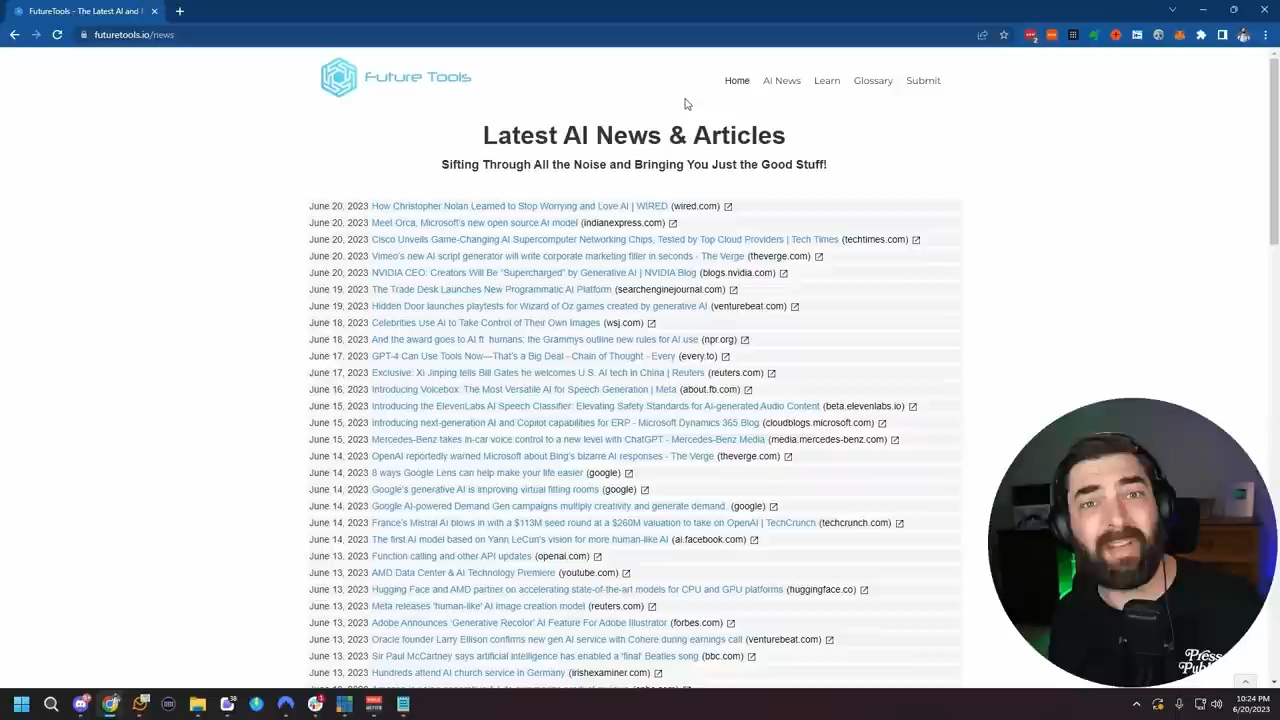 FutureTools - The Latest AI and
futuretools.io/news
Future Tools
Home AI News Learn Glossary Submit
Latest AI News & Articles
Sifting Through All the Noise and Bringing You Just the Good Stuff!
June 20, 2023 How Christopher Nolan Learned to Stop Worrying and Love AI | WIRED (wired.com)
June 20, 2023 Meet Orca, Microsoft's new open source AI model (indianexpress.com)
June 20, 2023 Cisco Unveils Game-Changing AI Supercomputer Networking Chips, Tested by Top Cloud Providers | Tech Times (techtimes.com)
June 20, 2023 Vimeo's new AI script generator will write corporate marketing filler in seconds - The Verge (theverge.com)
June 20, 2023 NVIDIA CEO: Creators Will Be “Supercharged” by Generative AI | NVIDIA Blog (blogs.nvidia.com)
June 19, 2023 The Trade Desk Launches New Programmatic AI Platform (searchenginejournal.com)
June 19, 2023 Hidden Door launches playtests for Wizard of Oz games created by generative AI (venturebeat.com)
June 18, 2023 Celebrities Use AI to Take Control of Their Own Images (wsj.com)
June 18, 2023 And the award goes to AI ft humans: the Grammys outline new rules for AI use (npr.org)
June 17, 2023 GPT-4 Can Use Tools Now—That's a Big Deal - Chain of Thought - Every (every.to)
June 17, 2023 Exclusive: Xi Jinping tells Bill Gates he welcomes U.S. AI tech in China | Reuters (reuters.com)
June 16, 2023 Introducing Voicebox: The Most Versatile AI for Speech Generation | Meta (about.fb.com)
June 15, 2023 Introducing the ElevenLabs AI Speech Classifier: Elevating Safety Standards for AI-generated Audio Content (beta.elevenlabs.io)
June 15, 2023 Introducing next-generation AI and Copilot capabilities for ERP - Microsoft Dynamics 365 Blog (cloudblogs.microsoft.com)
June 15, 2023 Mercedes-Benz takes in-car voice control to a new level with ChatGPT - Mercedes-Benz Media (media.mercedes-benz.com)
June 14, 2023 OpenAI reportedly warned Microsoft about Bing's bizarre AI responses - The Verge (theverge.com)
June 14, 2023 8 ways Google Lens can help make your life easier (google)
June 14, 2023 Google's generative AI is improving virtual fitting rooms (google)
June 14, 2023 Google AI-powered Demand Gen campaigns multiply creativity and generate demand. (google)
June 14, 2023 France's Mistral AI blows in with a $113M seed round at a $260M valuation to take on OpenAI | TechCrunch (techcrunch.com)
June 14, 2023 The first AI model based on Yann LeCun's vision for more human-like AI (ai.facebook.com)
June 13, 2023 Function calling and other API updates (openai.com)
June 13, 2023 AMD Data Center & AI Technology Premiere (youtube.com)
June 13, 2023 Hugging Face and AMD partner on accelerating state-of-the-art models for CPU and GPU platforms (huggingface.co)
June 13, 2023 Meta releases 'human-like' AI image creation model (reuters.com)
June 13, 2023 Adobe Announces 'Generative Recolor' AI Feature For Adobe Illustrator (forbes.com)
June 13, 2023 Oracle founder Larry Ellison confirms new gen AI service with Cohere during earnings call (venturebeat.com)
June 13, 2023 Sir Paul McCartney says artificial intelligence has enabled a 'final' Beatles song (bbc.com)
June 13, 2023 Hundreds attend AI church service in Germany (irishexaminer.com)
Press
Publ
10:24 PM
6/20/2023